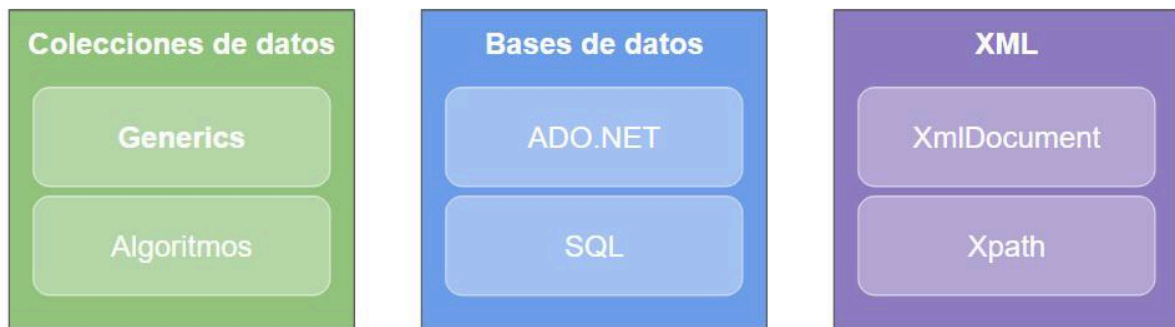 Colecciones de datos
Generics
Algoritmos
Bases de datos
ADO.NET
SQL
XML
XmlDocument
Xpath